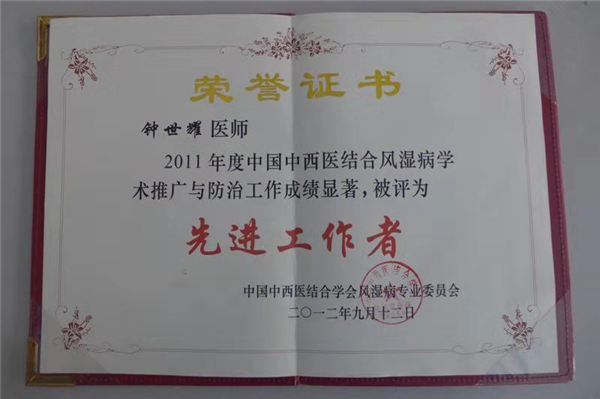 荣誉证书
钟世耀医师
2011年度中国中西医结合风湿病学
术推广与防治工作成绩显著,被评为
先进工作者
中国中西医结合学会风湿病专业委员会
二〇一二年九月十二日